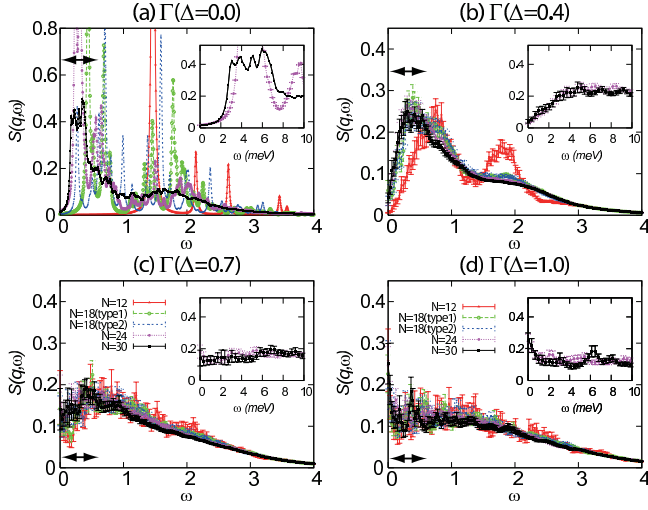 (a) Γ(Δ=0.0)
S(q,ω)
0.8
0.6
0.4
0.2
0
0 1 2 3 4
ω
0.4
0.2
0
0 2 4 6 8 10
ω (meV)
(b) Γ(Δ=0.4)
S(q,ω)
0.4
0.3
0.2
0.1
0
0 1 2 3 4
ω
0.4
0.2
0
0 2 4 6 8 10
ω (meV)
(c) Γ(Δ=0.7)
S(q,ω)
0.4
0.3
0.2
0.1
0
0 1 2 3 4
ω
N=12
N=18(type1)
N=18(type2)
N=24
N=30
0.4
0.2
0
0 2 4 6 8 10
ω (meV)
(d) Γ(Δ=1.0)
S(q,ω)
0.4
0.3
0.2
0.1
0
0 1 2 3 4
ω
N=12
N=18(type1)
N=18(type2)
N=24
N=30
0.4
0.2
0
0 2 4 6 8 10
ω (meV)